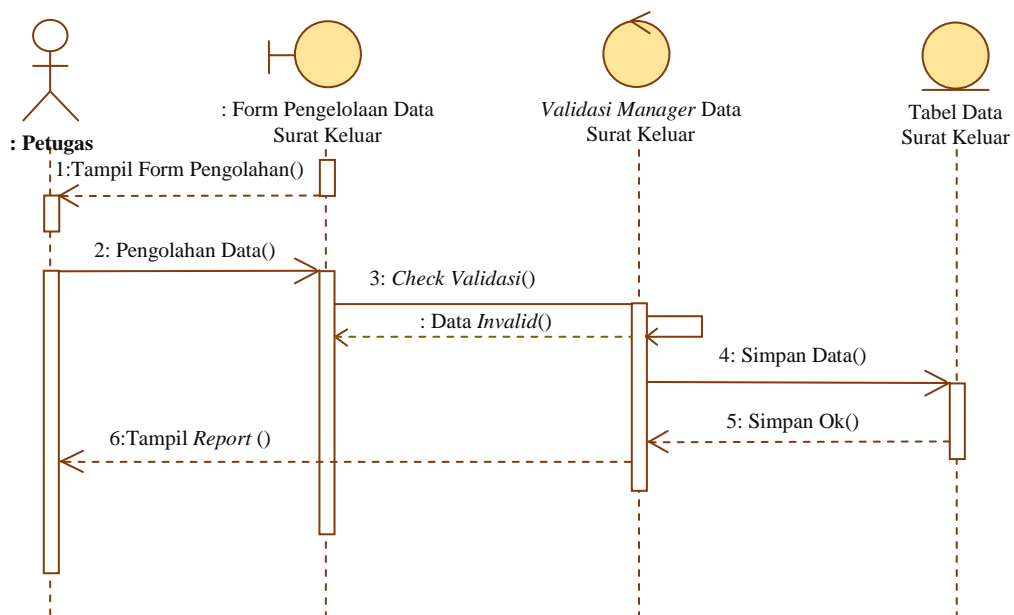 : Petugas
: Form Pengelolaan Data
Surat Keluar
Validasi Manager Data
Surat Keluar
Tabel Data
Surat Keluar
1:Tampil Form Pengolahan()
2: Pengolahan Data()
3: Check Validasi()
: Data Invalid()
4: Simpan Data()
5: Simpan Ok()
6:Tampil Report ()